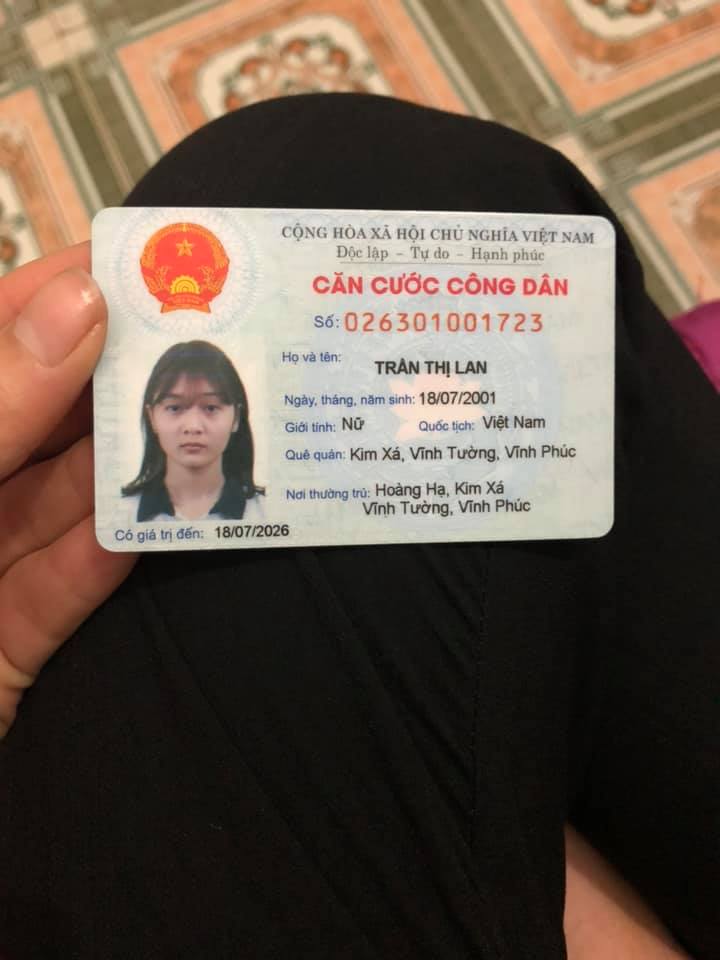 CỘNG HÒA XÃ HỘI CHỦ NGHĨA VIỆT NAM
Độc lập - Tự do - Hạnh phúc
CĂN CƯỚC CÔNG DÂN
Số: 026301001723
Họ và tên:
TRẦN THỊ LAN
Ngày, tháng, năm sinh: 18/07/2001
Giới tính: Nữ Quốc tịch: Việt Nam
Quê quán: Kim Xá, Vĩnh Tường, Vĩnh Phúc
Nơi thường trú: Hoàng Hạ, Kim Xá
Vĩnh Tường, Vĩnh Phúc
Có giá trị đến: 18/07/2026